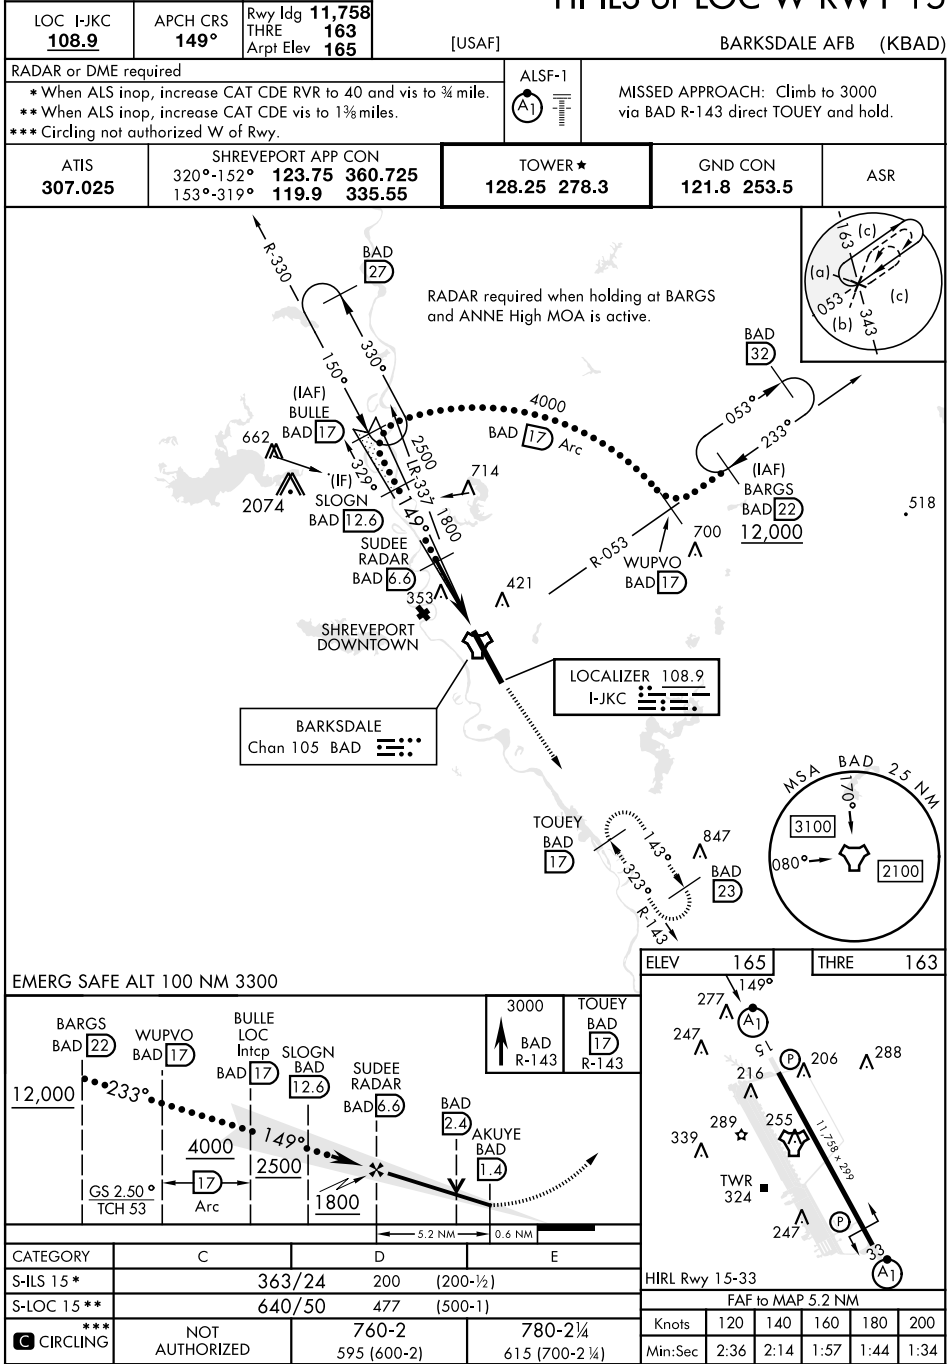 HI-ILS or LOC W RWY 15
LOC I-JKC
108.9
APCH CRS
149°
Rwy ldg 11,758
THRE 163
Arpt Elev 165
[USAF]
BARKSDALE AFB (KBAD)
RADAR or DME required
* When ALS inop, increase CAT CDE RVR to 40 and vis to ¾ mile.
** When ALS inop, increase CAT CDE vis to 1⅜ miles.
*** Circling not authorized W of Rwy.
ALSF-1
A1
MISSED APPROACH: Climb to 3000
via BAD R-143 direct TOUEY and hold.
ATIS
307.025
SHREVEPORT APP CON
320°-152° 123.75 360.725
153°-319° 119.9 335.55
TOWER★
128.25 278.3
GND CON
121.8 253.5
ASR
163
(c)
(a)
053
(b)
(c)
343
R-330
BAD
27
RADAR required when holding at BARGS
and ANNE High MOA is active.
BAD
32
150°
330°
053°
233°
(IAF)
BULLE
BAD 17
4000
BAD 17 Arc
662
2074
329°
(IF)
SLOGN
BAD 12.6
2500
LR-337
149°
1800
714
(IAF)
BARGS
BAD 22
12,000
518
700
R-053
WUPVO
BAD 17
SUDEE
RADAR
BAD 6.6
353
421
SHREVEPORT
DOWNTOWN
LOCALIZER 108.9
I-JKC
BARKSDALE
Chan 105 BAD
MSA BAD 25 NM
170°
3100
080°
2100
TOUEY
BAD
17
143°
323°
847
BAD
23
R-143
EMERG SAFE ALT 100 NM 3300
BARGS
BAD 22
WUPVO
BAD 17
BULLE
LOC
Intcp
BAD 17
SLOGN
BAD
12.6
SUDEE
RADAR
BAD 6.6
BAD
2.4
AKUYE
BAD
1.4
3000
BAD
R-143
TOUEY
BAD
17
R-143
12,000
233°
149°
4000
2500
1800
GS 2.50°
TCH 53
17
Arc
5.2 NM
0.6 NM
ELEV 165
THRE 163
149°
277
A1
247
15
P
206
288
216
289
255
339
11,758 x 299
TWR
324
247
P
33
A1
HIRL Rwy 15-33
CATEGORY C D E
S-ILS 15 * 363/24 200 (200-½)
S-LOC 15 ** 640/50 477 (500-1)
***
C CIRCLING
NOT
AUTHORIZED
760-2
595 (600-2)
780-2¼
615 (700-2¼)
FAF to MAP 5.2 NM
Knots 120 140 160 180 200
Min:Sec 2:36 2:14 1:57 1:44 1:34